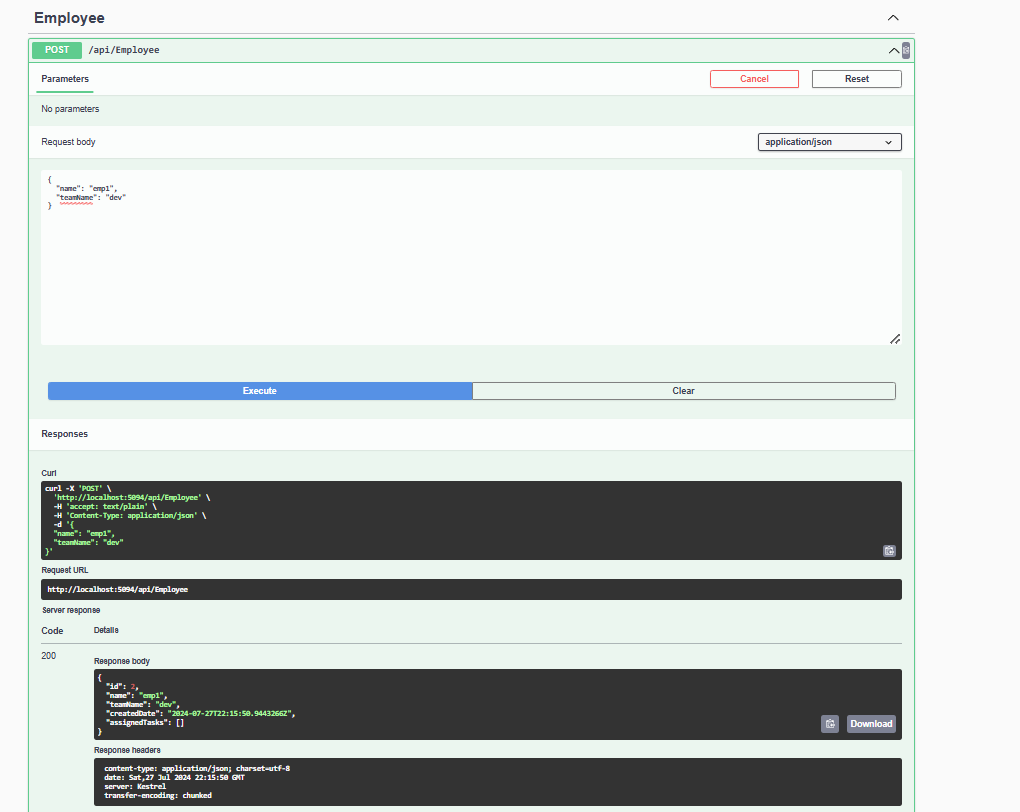 Employee
POST /api/Employee
Parameters
Cancel
Reset
No parameters
Request body
application/json
{
  "name": "emp1",
  "teamName": "dev"
}
Execute
Clear
Responses
Curl
curl -X 'POST' \
  'http://localhost:5094/api/Employee' \
  -H 'accept: text/plain' \
  -H 'Content-Type: application/json' \
  -d '{
  "name": "emp1",
  "teamName": "dev"
}'
Request URL
http://localhost:5094/api/Employee
Server response
Code Details
200
Response body
{
  "id": 2,
  "name": "emp1",
  "teamName": "dev",
  "createdDate": "2024-07-27T22:15:50.9443266Z",
  "assignedTasks": []
}
Download
Response headers
content-type: application/json; charset=utf-8
date: Sat,27 Jul 2024 22:15:50 GMT
server: Kestrel
transfer-encoding: chunked